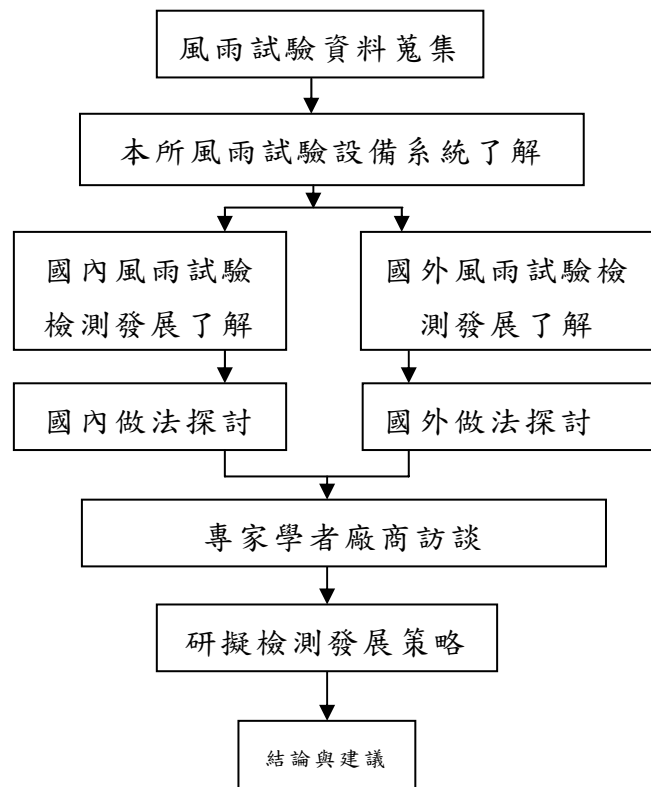 風雨試驗資料蒐集
本所風雨試驗設備系統了解
國內風雨試驗
檢測發展了解
國外風雨試驗檢
測發展了解
國內做法探討
國外做法探討
專家學者廠商訪談
研擬檢測發展策略
結論與建議